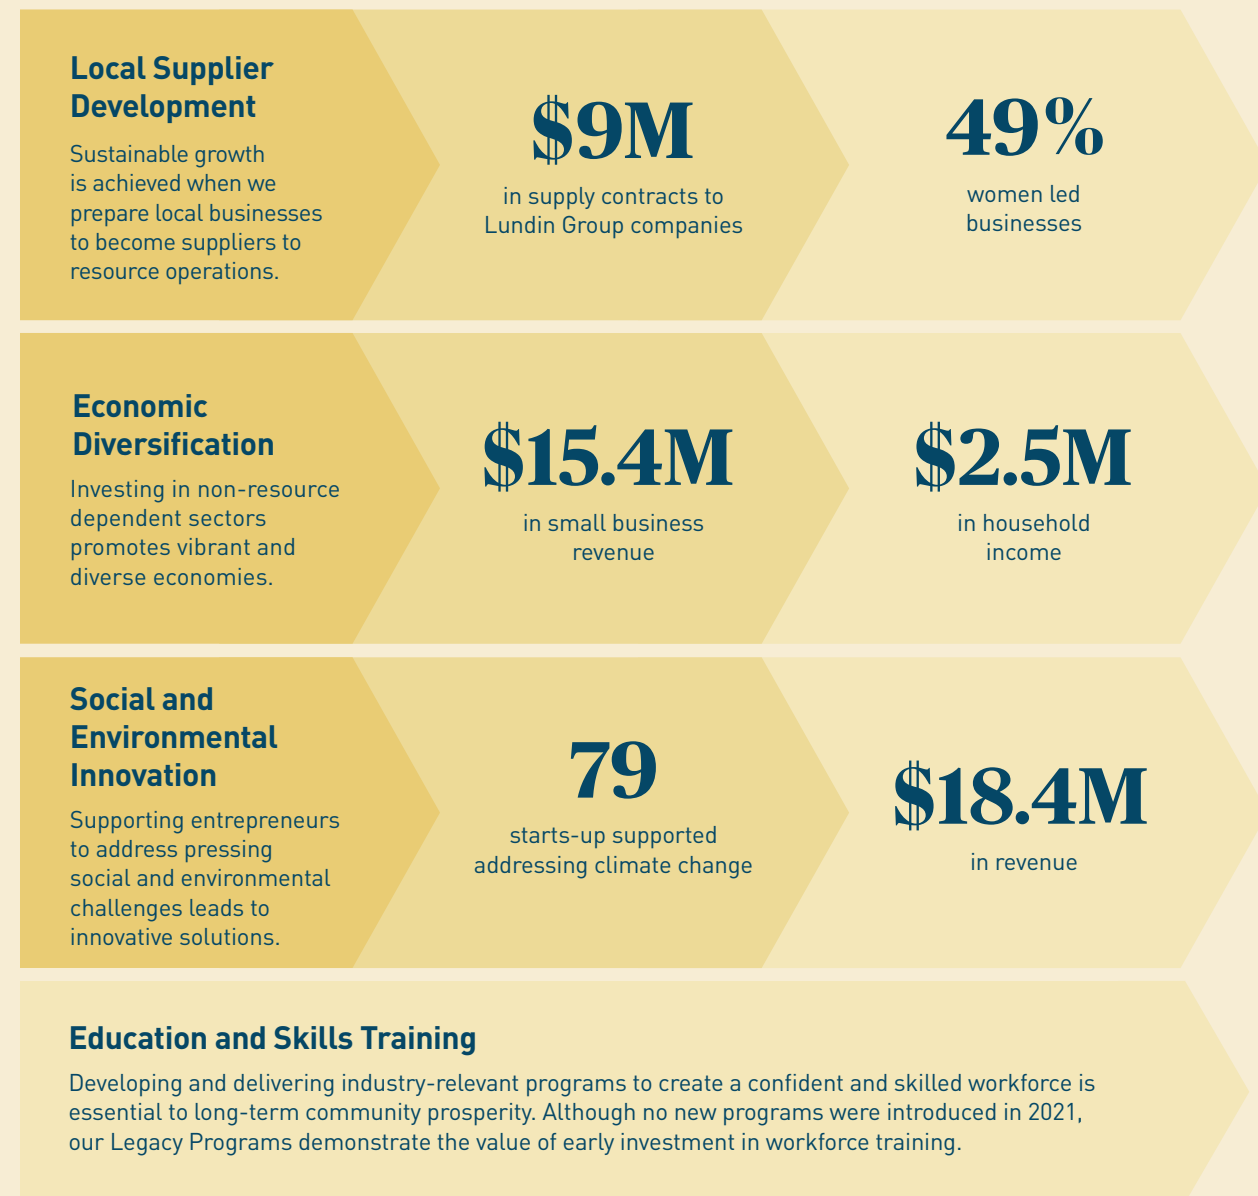 Local Supplier
Development
Sustainable growth
is achieved when we
prepare local businesses
to become suppliers to
resource operations.
$9M
in supply contracts to
Lundin Group companies
49%
women led
businesses
Economic
Diversification
Investing in non-resource
dependent sectors
promotes vibrant and
diverse economies.
$15.4M
in small business
revenue
$2.5M
in household
income
Social and
Environmental
Innovation
Supporting entrepreneurs
to address pressing
social and environmental
challenges leads to
innovative solutions.
79
starts-up supported
addressing climate change
$18.4M
in revenue
Education and Skills Training
Developing and delivering industry-relevant programs to create a confident and skilled workforce is
essential to long-term community prosperity. Although no new programs were introduced in 2021,
our Legacy Programs demonstrate the value of early investment in workforce training.